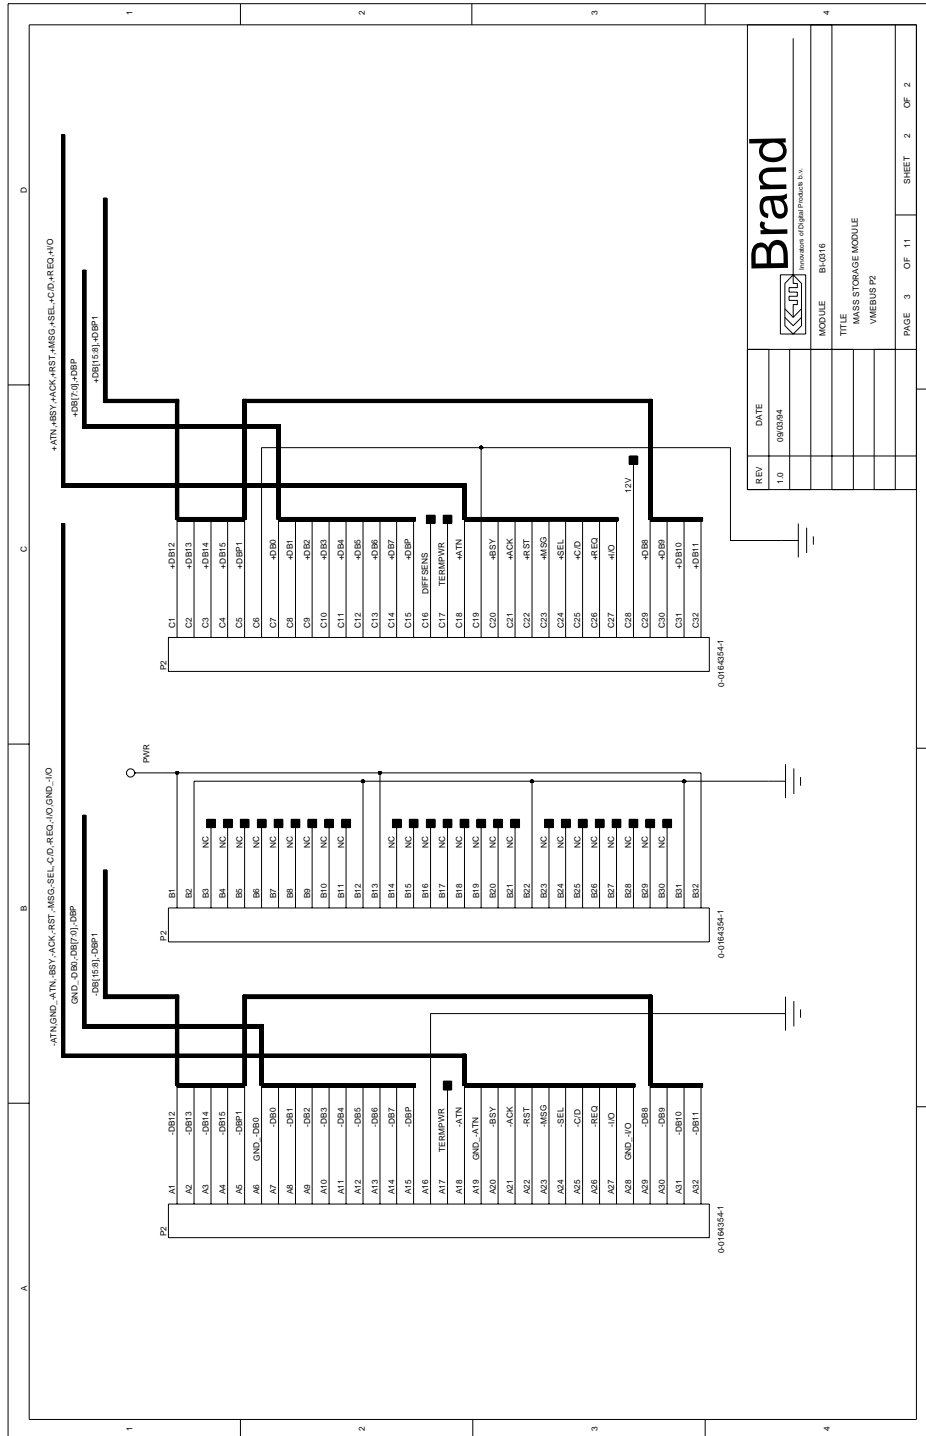 A
B
C
D
1
2
3
4
-ATN,GND_-ATN,-BSY,-ACK,-RST,-MSG,-SEL,-C/D,-REQ,-I/O,GND_-I/O
GND_-DB0,-DB[7:0],-DBP
-DB[15:8],-DBP1
P2
A1 -DB12
A2 -DB13
A3 -DB14
A4 -DB15
A5 -DBP1
A6 GND_-DB0
A7 -DB0
A8 -DB1
A9 -DB2
A10 -DB3
A11 -DB4
A12 -DB5
A13 -DB6
A14 -DB7
A15 -DBP
A16
A17 TERMPWR
A18 -ATN
A19 GND_-ATN
A20 -BSY
A21 -ACK
A22 -RST
A23 -MSG
A24 -SEL
A25 -C/D
A26 -REQ
A27 -I/O
A28 GND_-I/O
A29 -DB8
A30 -DB9
A31 -DB10
A32 -DB11
0-0164354-1
PWR
P2
B1
B2
B3 NC
B4 NC
B5 NC
B6 NC
B7 NC
B8 NC
B9 NC
B10 NC
B11 NC
B12
B13
B14 NC
B15 NC
B16 NC
B17 NC
B18 NC
B19 NC
B20 NC
B21 NC
B22
B23 NC
B24 NC
B25 NC
B26 NC
B27 NC
B28 NC
B29 NC
B30 NC
B31
B32
0-0164354-1
+ATN,+BSY,+ACK,+RST,+MSG,+SEL,+C/D,+REQ,+I/O
+DB[7:0],+DBP
+DB[15:8],+DBP1
P2
C1 +DB12
C2 +DB13
C3 +DB14
C4 +DB15
C5 +DBP1
C6
C7 +DB0
C8 +DB1
C9 +DB2
C10 +DB3
C11 +DB4
C12 +DB5
C13 +DB6
C14 +DB7
C15 +DBP
C16 DIFFSENS
C17 TERMPWR
C18 +ATN
C19
C20 +BSY
C21 +ACK
C22 +RST
C23 +MSG
C24 +SEL
C25 +C/D
C26 +REQ
C27 +I/O
C28 12V
C29 +DB8
C30 +DB9
C31 +DB10
C32 +DB11
0-0164354-1
REV DATE
1.0 09/03/94
Brand
Innovators of Digital Products b.v.
MODULE BI-0316
TITLE
MASS STORAGE MODULE
VMEBUS P2
PAGE 3 OF 11 SHEET 2 OF 2
1
2
3
4